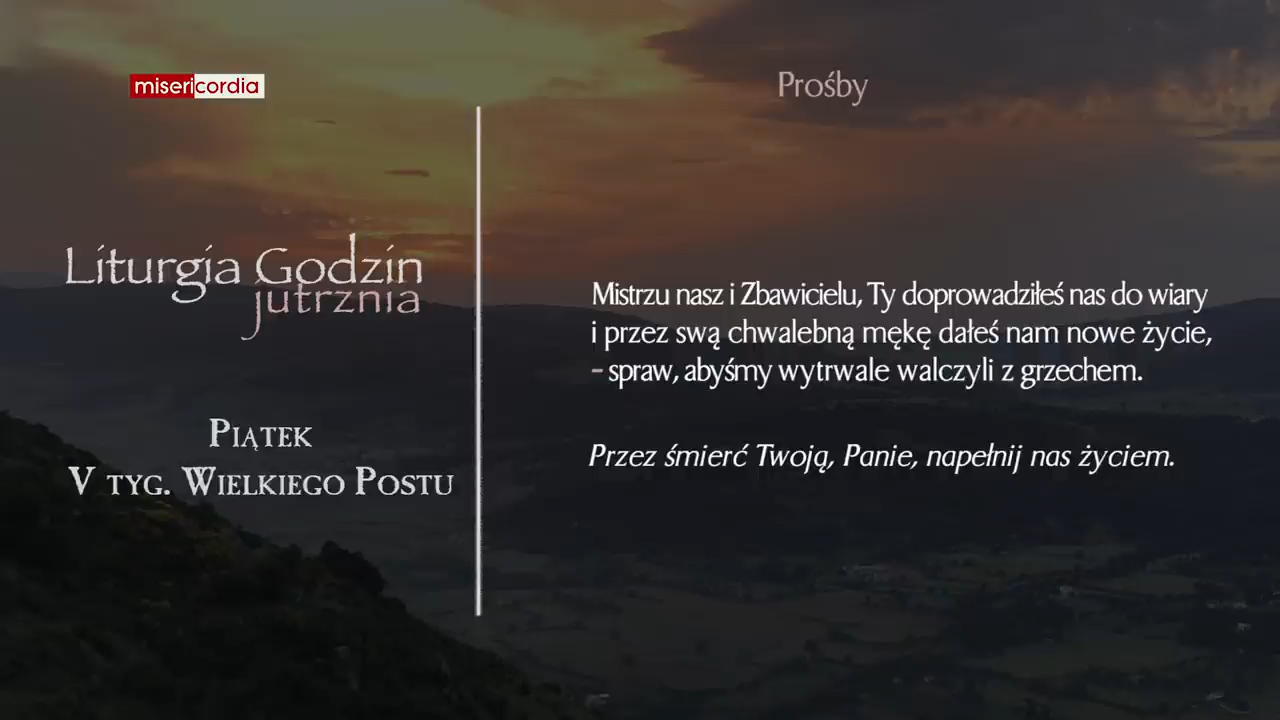 misericordia
Prośby
Liturgia Godzin
jutrznia
Piątek
V tyg. Wielkiego Postu
Mistrzu nasz i Zbawicielu, Ty doprowadziłeś nas do wiary
i przez swą chwalebną mękę dałeś nam nowe życie,
- spraw, abyśmy wytrwale walczyli z grzechem.
Przez śmierć Twoją, Panie, napełnij nas życiem.